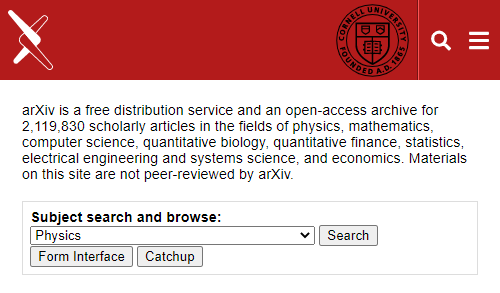 CORNELL UNIVERSITY
FOUNDED A.D. 1865
arXiv is a free distribution service and an open-access archive for
2,119,830 scholarly articles in the fields of physics, mathematics,
computer science, quantitative biology, quantitative finance, statistics,
electrical engineering and systems science, and economics. Materials
on this site are not peer-reviewed by arXiv.
Subject search and browse:
Physics Search
Form Interface Catchup